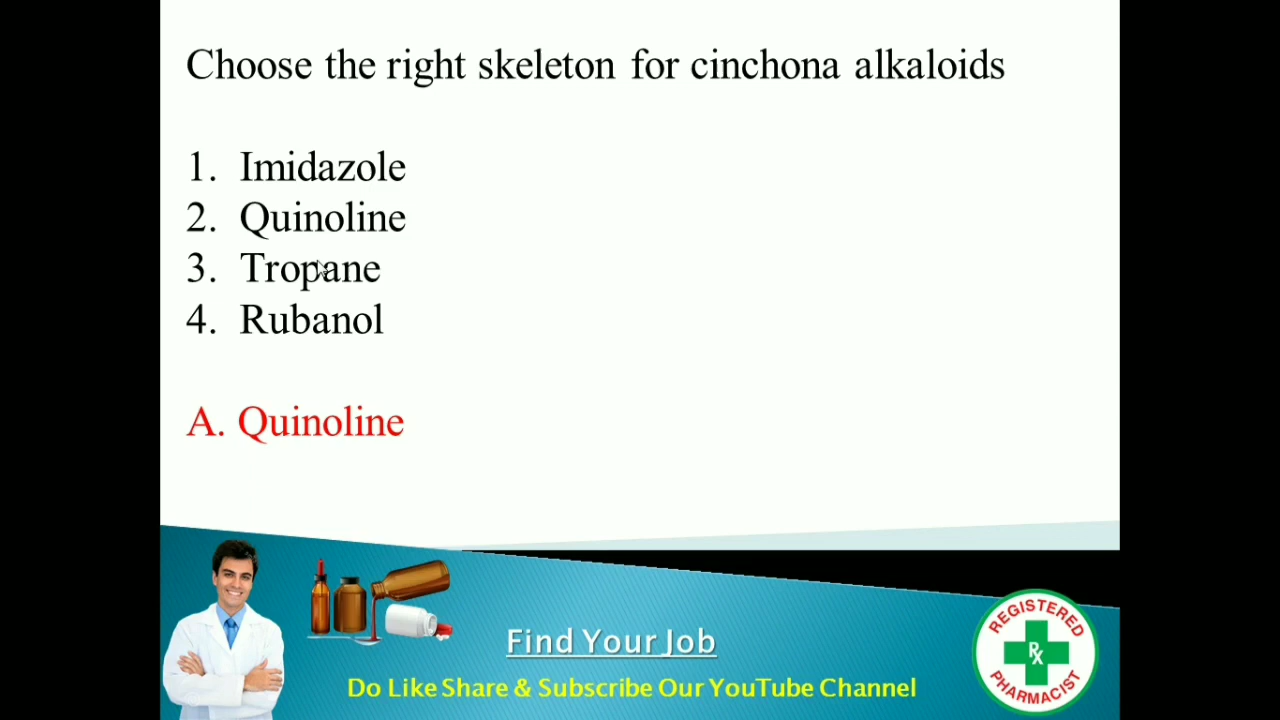 Choose the right skeleton for cinchona alkaloids
1. Imidazole
2. Quinoline
3. Tropane
4. Rubanol
A. Quinoline
Find Your Job
Do Like Share & Subscribe Our YouTube Channel
REGISTERED
Rx
PHARMACIST